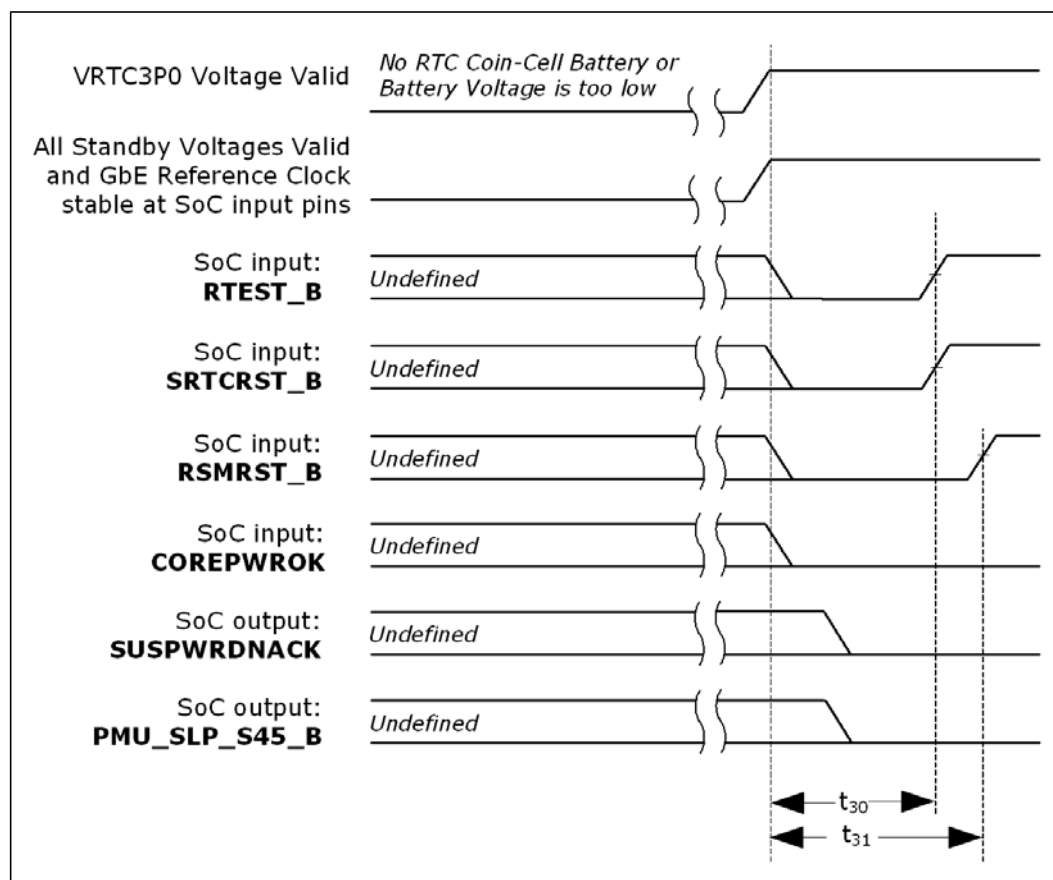 VRTC3P0 Voltage Valid
No RTC Coin-Cell Battery or
Battery Voltage is too low
All Standby Voltages Valid
and GbE Reference Clock
stable at SoC input pins
SoC input:
RTEST_B
Undefined
SoC input:
SRTCRST_B
Undefined
SoC input:
RSMRST_B
Undefined
SoC input:
COREPWROK
Undefined
SoC output:
SUSPWRDNACK
Undefined
SoC output:
PMU_SLP_S45_B
Undefined
t30
t31